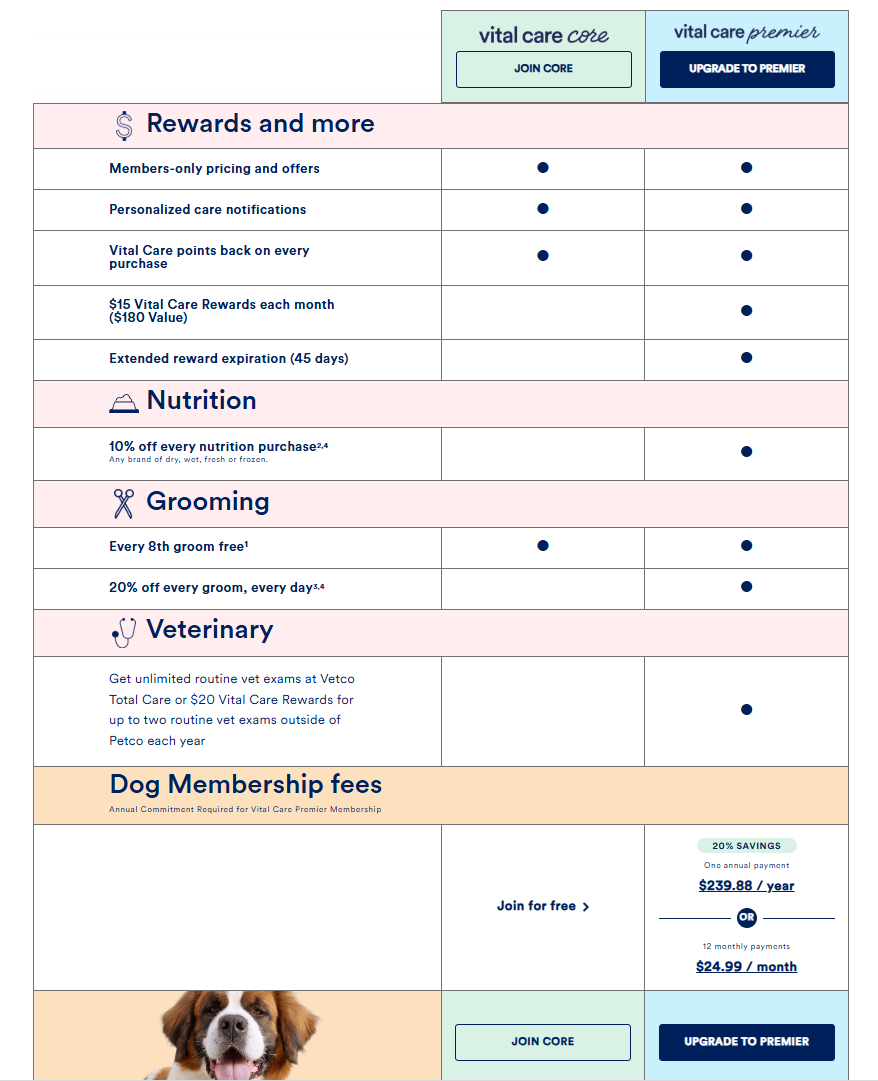 vital care core
vital care premier
JOIN CORE
UPGRADE TO PREMIER
Rewards and more
Members-only pricing and offers
Personalized care notifications
Vital Care points back on every
purchase
$15 Vital Care Rewards each month
($180 Value)
Extended reward expiration (45 days)
Nutrition
10% off every nutrition purchase²,⁴
Any brand of dry, wet, fresh or frozen.
Grooming
Every 8th groom free¹
20% off every groom, every day³,⁴
Veterinary
Get unlimited routine vet exams at Vetco
Total Care or $20 Vital Care Rewards for
up to two routine vet exams outside of
Petco each year
Dog Membership fees
Annual Commitment Required for Vital Care Premier Membership
Join for free
20% SAVINGS
One annual payment
$239.88 / year
OR
12 monthly payments
$24.99 / month
JOIN CORE
UPGRADE TO PREMIER